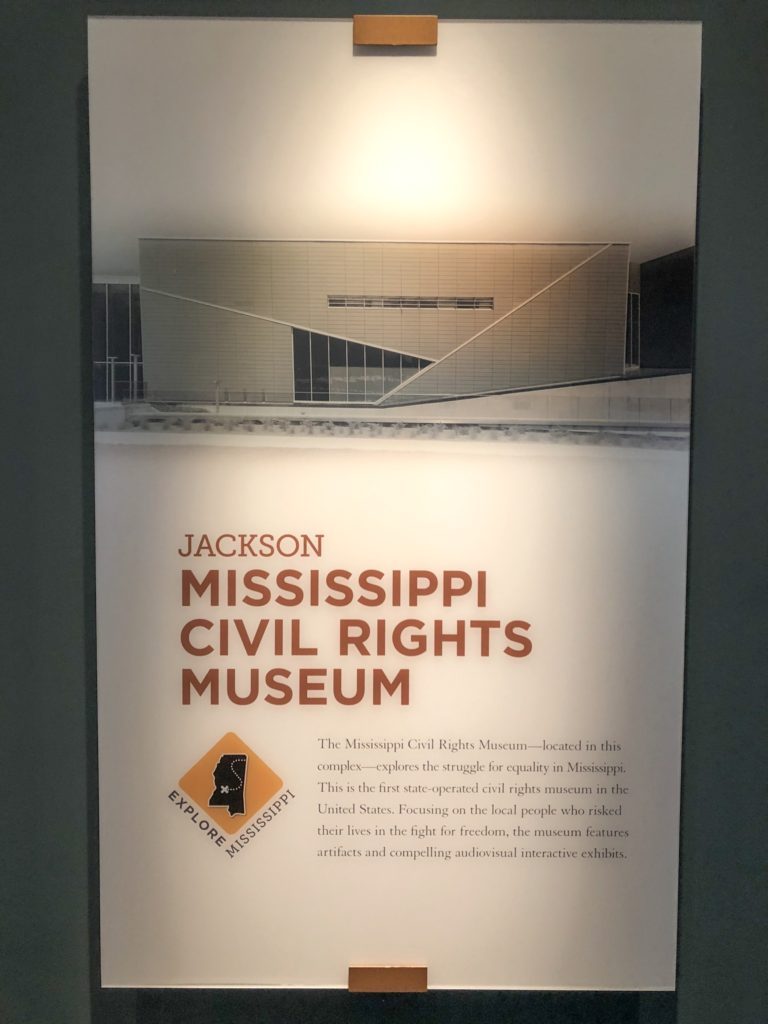 JACKSON
MISSISSIPPI
CIVIL RIGHTS
MUSEUM
EXPLORE
MISSISSIPPI
The Mississippi Civil Rights Museum—located in this
complex—explores the struggle for equality in Mississippi.
This is the first state-operated civil rights museum in the
United States. Focusing on the local people who risked
their lives in the fight for freedom, the museum features
artifacts and compelling audiovisual interactive exhibits.